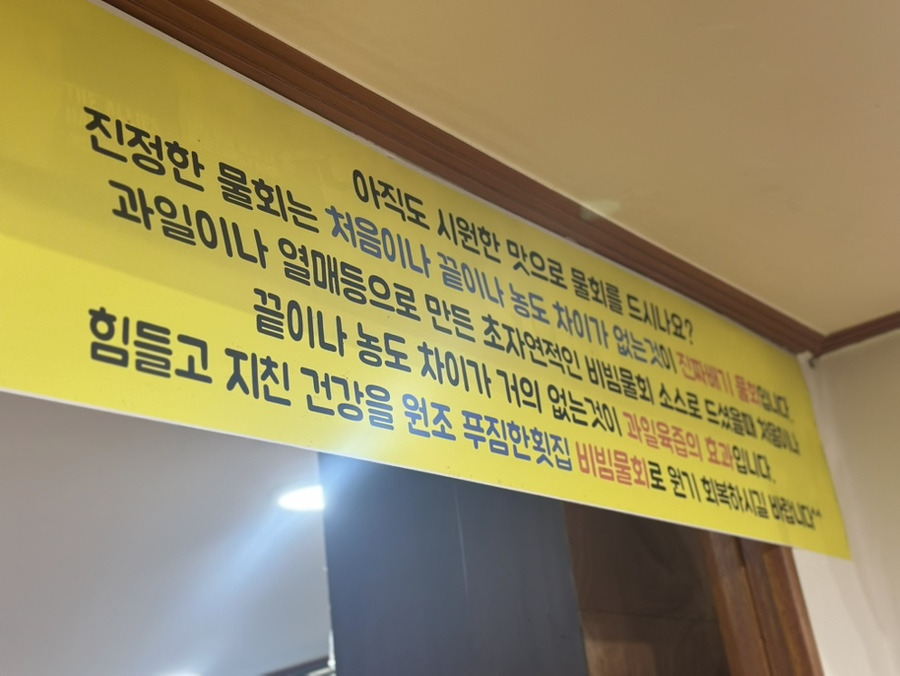 아직도 시원한 맛으로 물회를 드시나요?
진정한 물회는 처음이나 끝이나 농도 차이가 없는것이 진짜배기 물회입니다.
과일이나 열매등으로 만든 초자연적인 비빔물회 소스로 드셨을때 처음이나
끝이나 농도 차이가 거의 없는것이 과일육즙의 효과입니다.
힘들고 지친 건강을 원조 푸짐한횟집 비빔물회로 원기 회복하시길 바랍니다^^